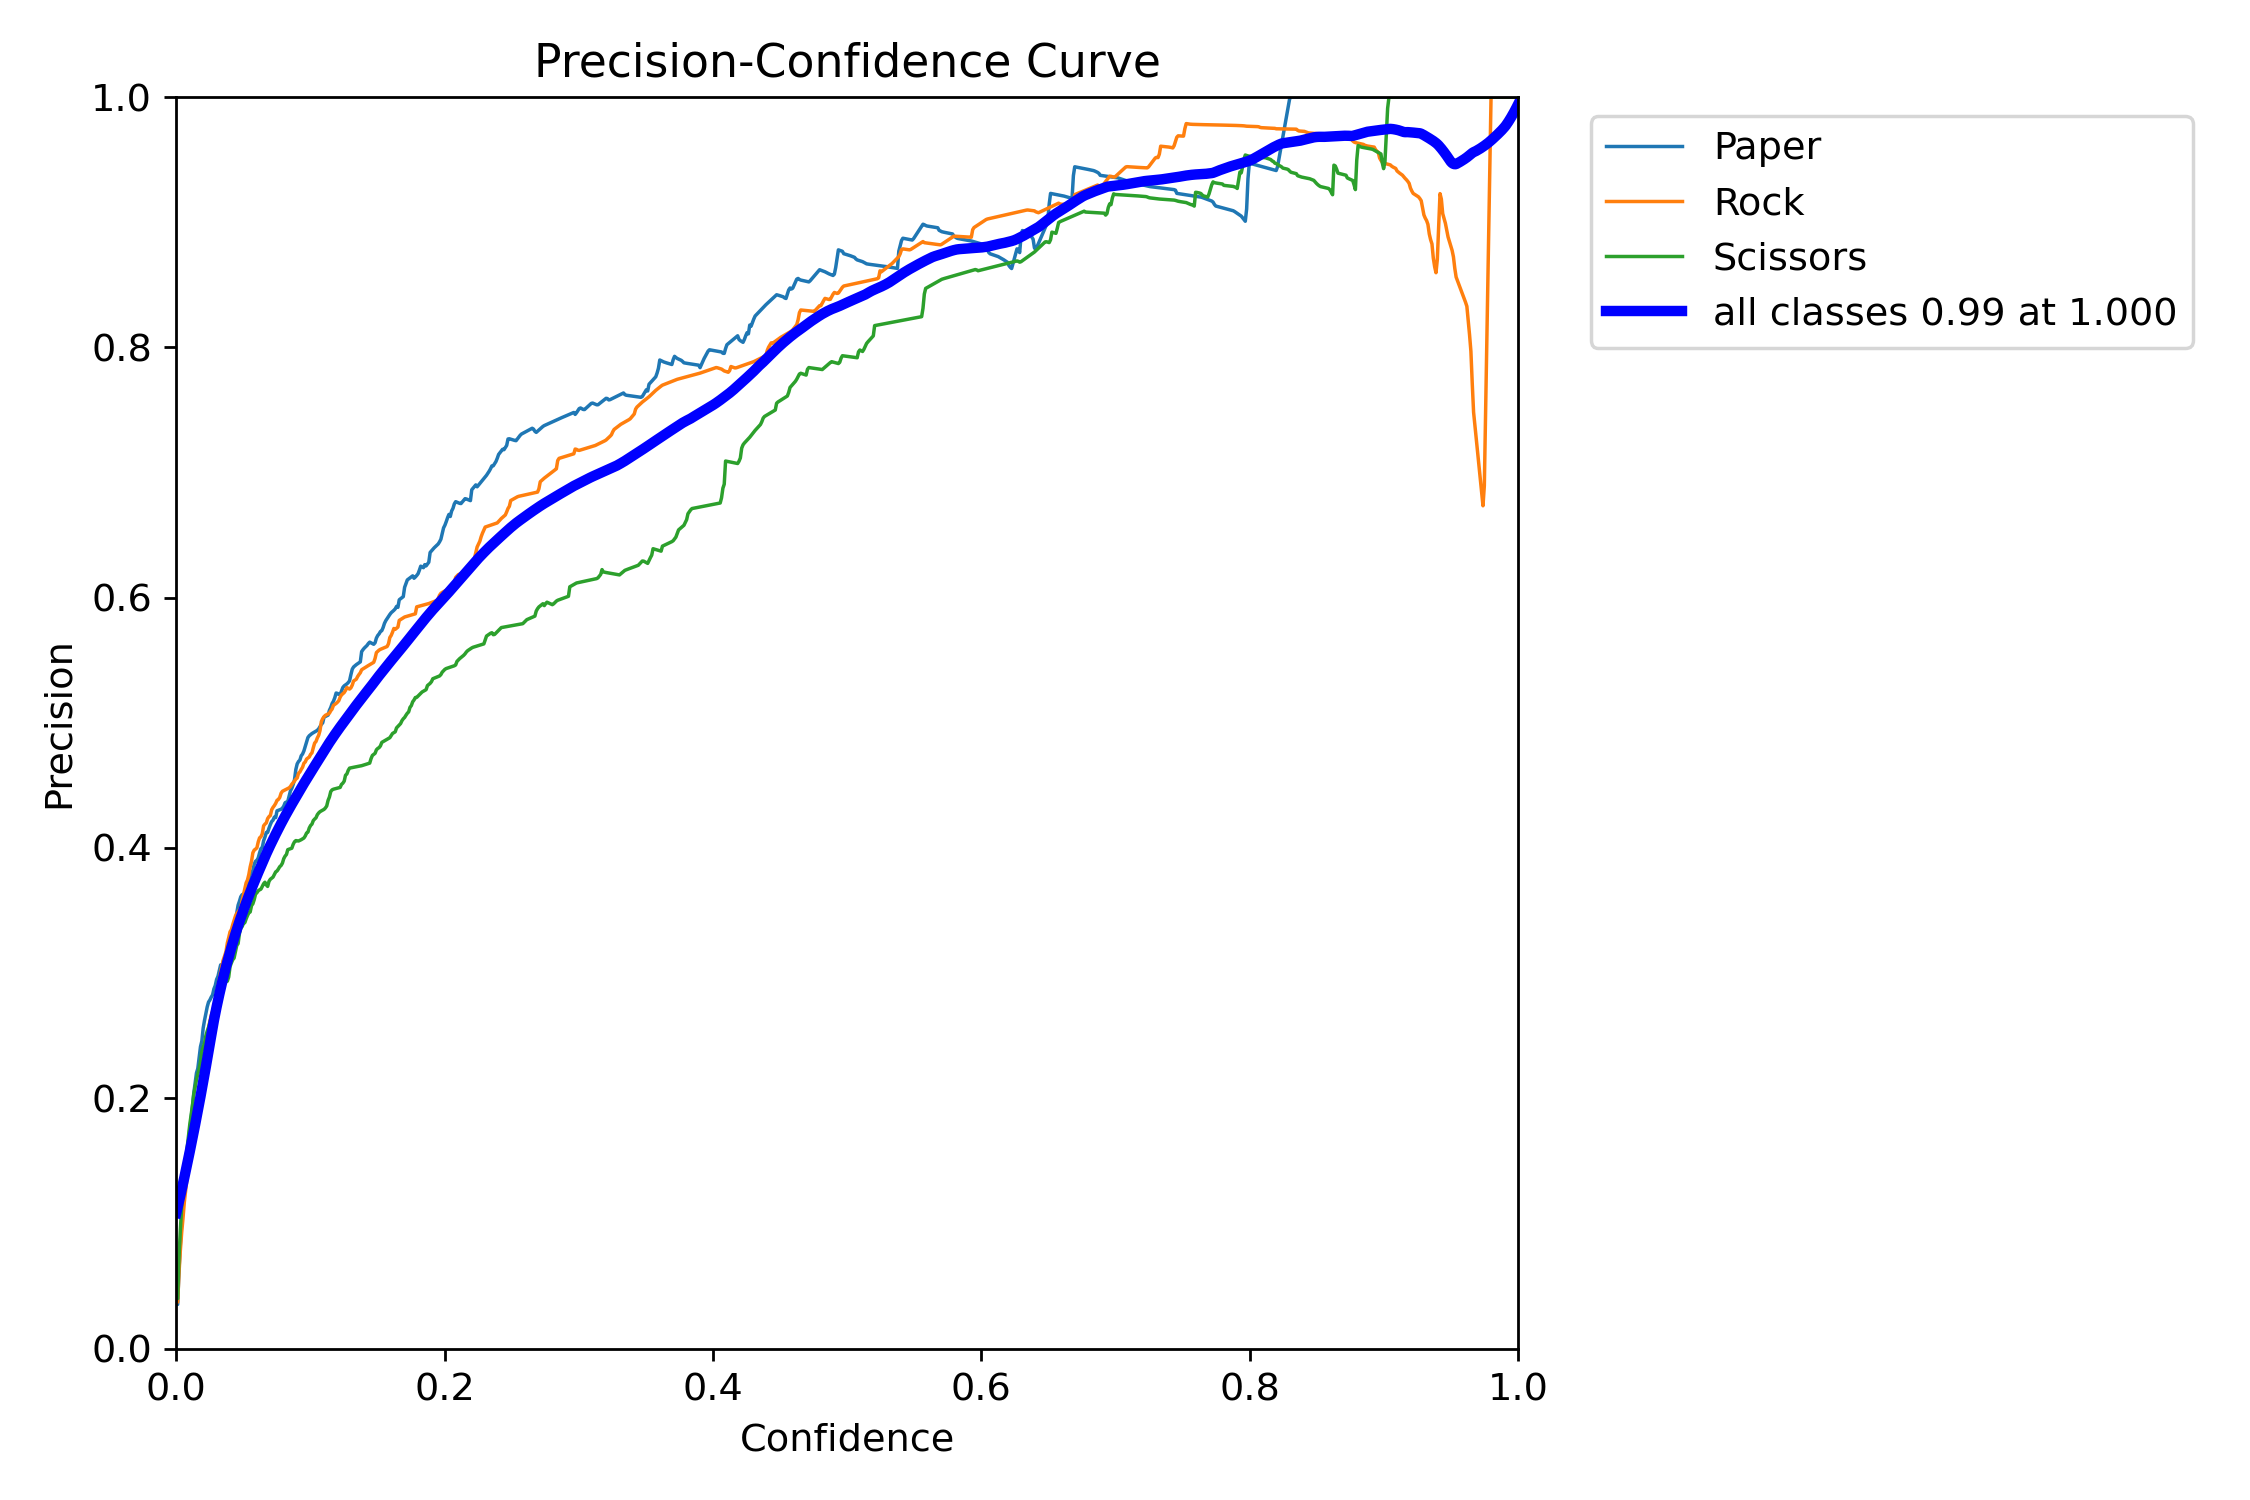 Precision-Confidence Curve
1.0
0.8
0.6
0.4
0.2
0.0
Precision
0.0 0.2 0.4 0.6 0.8 1.0
Confidence
Paper
Rock
Scissors
all classes 0.99 at 1.000